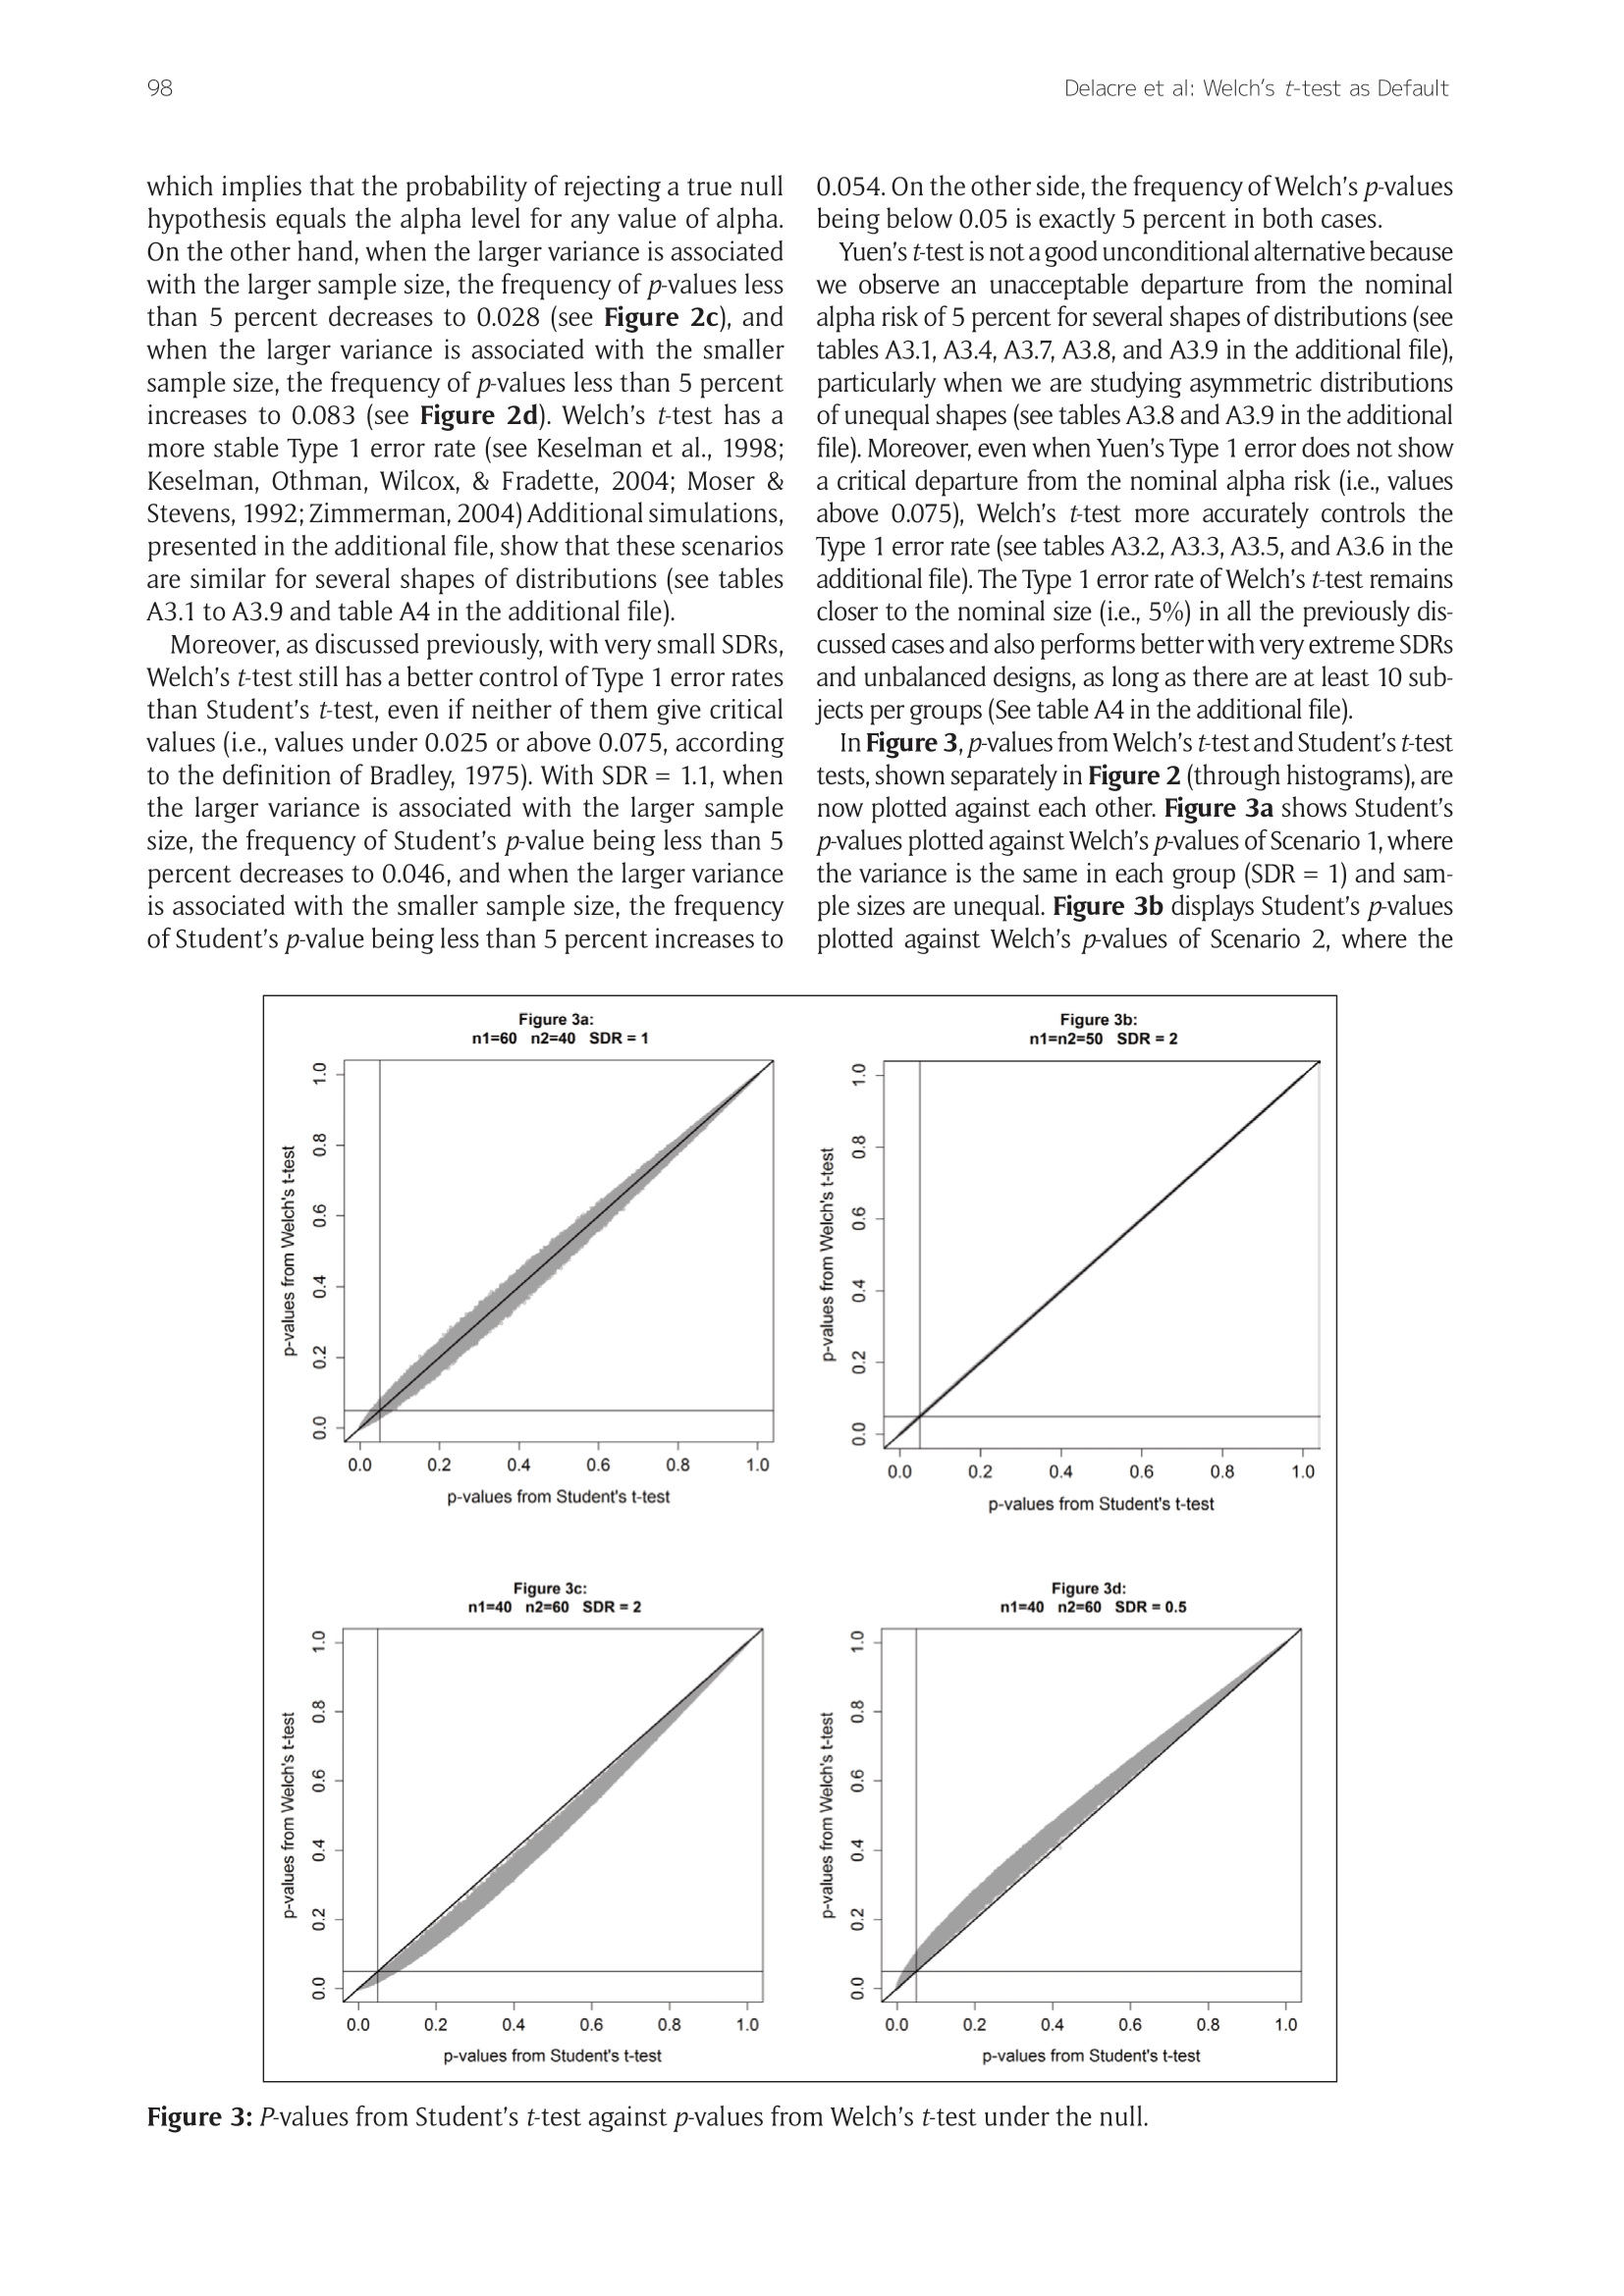 98
Delacre et al: Welch’s t-test as Default
which implies that the probability of rejecting a true null
hypothesis equals the alpha level for any value of alpha.
On the other hand, when the larger variance is associated
with the larger sample size, the frequency of p-values less
than 5 percent decreases to 0.028 (see Figure 2c), and
when the larger variance is associated with the smaller
sample size, the frequency of p-values less than 5 percent
increases to 0.083 (see Figure 2d). Welch’s t-test has a
more stable Type 1 error rate (see Keselman et al., 1998;
Keselman, Othman, Wilcox, & Fradette, 2004; Moser &
Stevens, 1992; Zimmerman, 2004) Additional simulations,
presented in the additional file, show that these scenarios
are similar for several shapes of distributions (see tables
A3.1 to A3.9 and table A4 in the additional file).
Moreover, as discussed previously, with very small SDRs,
Welch’s t-test still has a better control of Type 1 error rates
than Student’s t-test, even if neither of them give critical
values (i.e., values under 0.025 or above 0.075, according
to the definition of Bradley, 1975). With SDR = 1.1, when
the larger variance is associated with the larger sample
size, the frequency of Student’s p-value being less than 5
percent decreases to 0.046, and when the larger variance
is associated with the smaller sample size, the frequency
of Student’s p-value being less than 5 percent increases to
0.054. On the other side, the frequency of Welch’s p-values
being below 0.05 is exactly 5 percent in both cases.
Yuen’s t-test is not a good unconditional alternative because
we observe an unacceptable departure from the nominal
alpha risk of 5 percent for several shapes of distributions (see
tables A3.1, A3.4, A3.7, A3.8, and A3.9 in the additional file),
particularly when we are studying asymmetric distributions
of unequal shapes (see tables A3.8 and A3.9 in the additional
file). Moreover, even when Yuen’s Type 1 error does not show
a critical departure from the nominal alpha risk (i.e., values
above 0.075), Welch’s t-test more accurately controls the
Type 1 error rate (see tables A3.2, A3.3, A3.5, and A3.6 in the
additional file). The Type 1 error rate of Welch’s t-test remains
closer to the nominal size (i.e., 5%) in all the previously dis-
cussed cases and also performs better with very extreme SDRs
and unbalanced designs, as long as there are at least 10 sub-
jects per groups (See table A4 in the additional file).
In Figure 3, p-values from Welch’s t-test and Student’s t-test
tests, shown separately in Figure 2 (through histograms), are
now plotted against each other. Figure 3a shows Student’s
p-values plotted against Welch’s p-values of Scenario 1, where
the variance is the same in each group (SDR = 1) and sam-
ple sizes are unequal. Figure 3b displays Student’s p-values
plotted against Welch’s p-values of Scenario 2, where the
Figure 3a:
n1=60 n2=40 SDR = 1
p-values from Welch's t-test
1.0
0.8
0.6
0.4
0.2
0.0
0.0 0.2 0.4 0.6 0.8 1.0
p-values from Student's t-test
Figure 3b:
n1=n2=50 SDR = 2
p-values from Welch's t-test
1.0
0.8
0.6
0.4
0.2
0.0
0.0 0.2 0.4 0.6 0.8 1.0
p-values from Student's t-test
Figure 3c:
n1=40 n2=60 SDR = 2
p-values from Welch's t-test
1.0
0.8
0.6
0.4
0.2
0.0
0.0 0.2 0.4 0.6 0.8 1.0
p-values from Student's t-test
Figure 3d:
n1=40 n2=60 SDR = 0.5
p-values from Welch's t-test
1.0
0.8
0.6
0.4
0.2
0.0
0.0 0.2 0.4 0.6 0.8 1.0
p-values from Student's t-test
Figure 3: P-values from Student’s t-test against p-values from Welch’s t-test under the null.